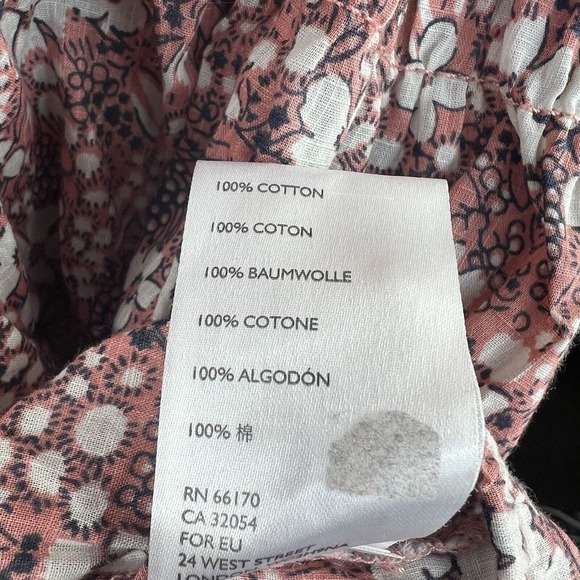 100% COTTON
100% COTON
100% BAUMWOLLE
100% COTONE
100% ALGODÓN
100% 棉
RN 66170
CA 32054
FOR EU
24 WEST STREET